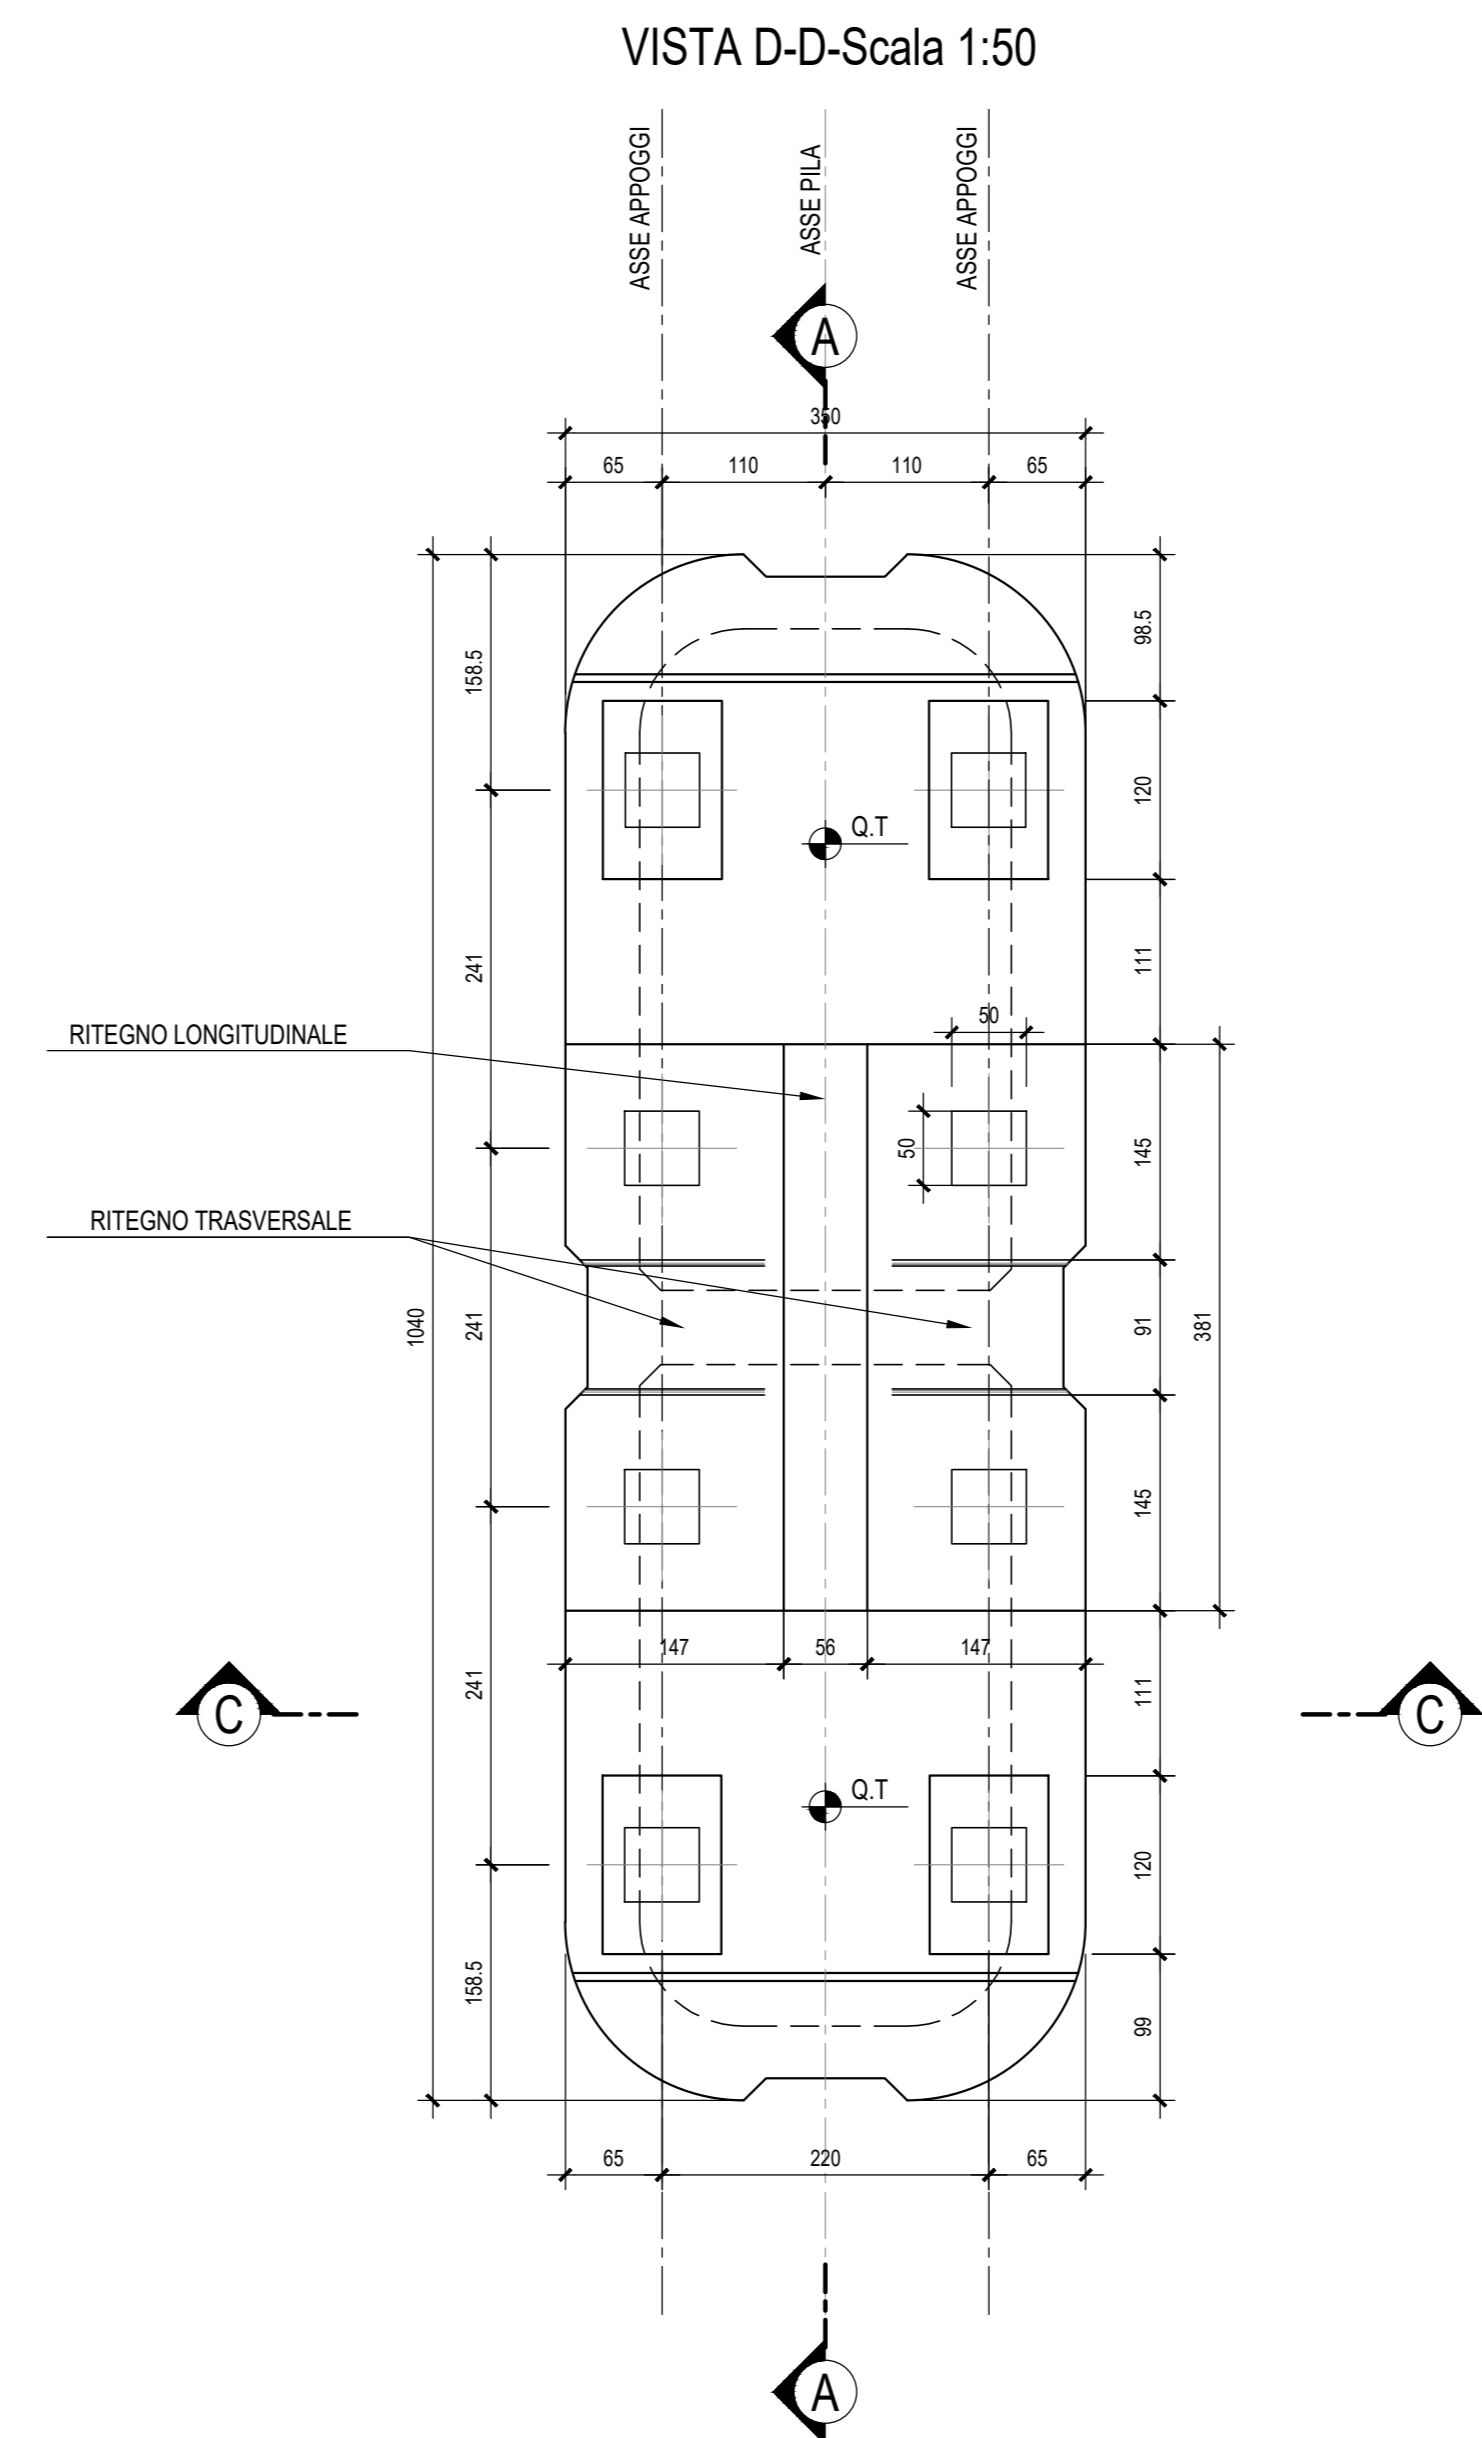 VISTA D-D-Scala 1:50
ASSE APPOGGI
ASSE PILA
ASSE APPOGGI
A
350
65
110
110
65
98.5
158.5
120
Q.T
241
111
RITEGNO LONGITUDINALE
50
50
145
RITEGNO TRASVERSALE
1040
241
91
381
145
147
56
147
241
111
C
C
Q.T
120
158.5
99
65
220
65
A